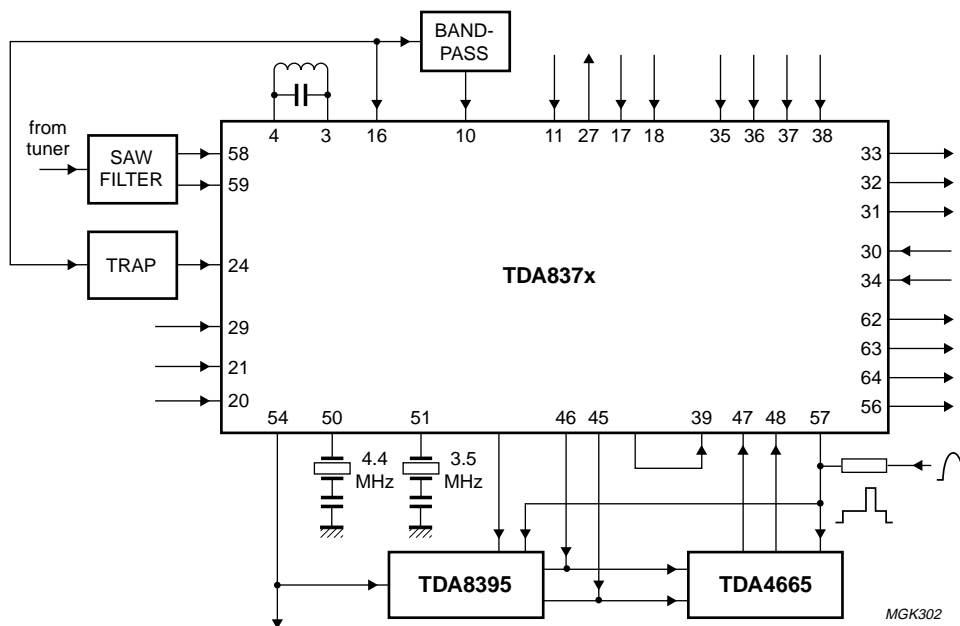 BAND-
PASS
4 3 16 10 11 27 17 18 35 36 37 38
from
tuner
SAW
FILTER
58
59
33
32
31
TRAP
24
TDA837x
30
34
29
21
20
62
63
64
56
54 50 51 46 45 39 47 48 57
4.4
MHz
3.5
MHz
TDA8395
TDA4665
MGK302